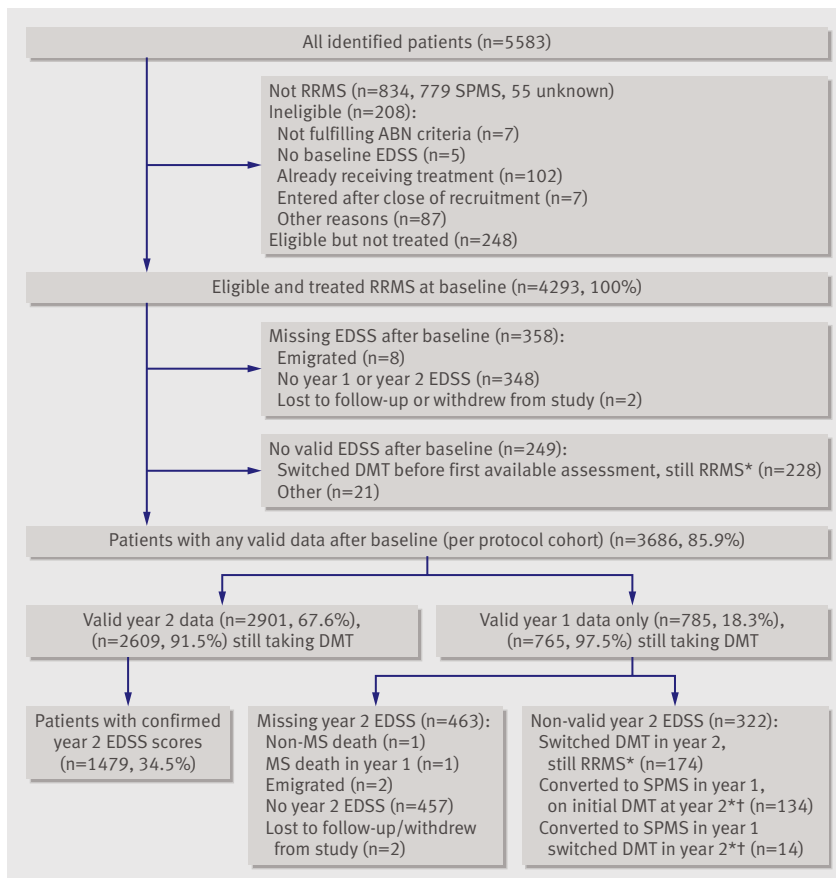 All identified patients (n=5583)
Not RRMS (n=834, 779 SPMS, 55 unknown)
Ineligible (n=208):
Not fulfilling ABN criteria (n=7)
No baseline EDSS (n=5)
Already receiving treatment (n=102)
Entered after close of recruitment (n=7)
Other reasons (n=87)
Eligible but not treated (n=248)
Eligible and treated RRMS at baseline (n=4293, 100%)
Missing EDSS after baseline (n=358):
Emigrated (n=8)
No year 1 or year 2 EDSS (n=348)
Lost to follow-up or withdrew from study (n=2)
No valid EDSS after baseline (n=249):
Switched DMT before first available assessment, still RRMS* (n=228)
Other (n=21)
Patients with any valid data after baseline (per protocol cohort) (n=3686, 85.9%)
Valid year 2 data (n=2901, 67.6%),
(n=2609, 91.5%) still taking DMT
Valid year 1 data only (n=785, 18.3%),
(n=765, 97.5%) still taking DMT
Patients with confirmed
year 2 EDSS scores
(n=1479, 34.5%)
Missing year 2 EDSS (n=463):
Non-MS death (n=1)
MS death in year 1 (n=1)
Emigrated (n=2)
No year 2 EDSS (n=457)
Lost to follow-up/withdrew
from study (n=2)
Non-valid year 2 EDSS (n=322):
Switched DMT in year 2,
still RRMS* (n=174)
Converted to SPMS in year 1,
on initial DMT at year 2*† (n=134)
Converted to SPMS in year 1
switched DMT in year 2*† (n=14)